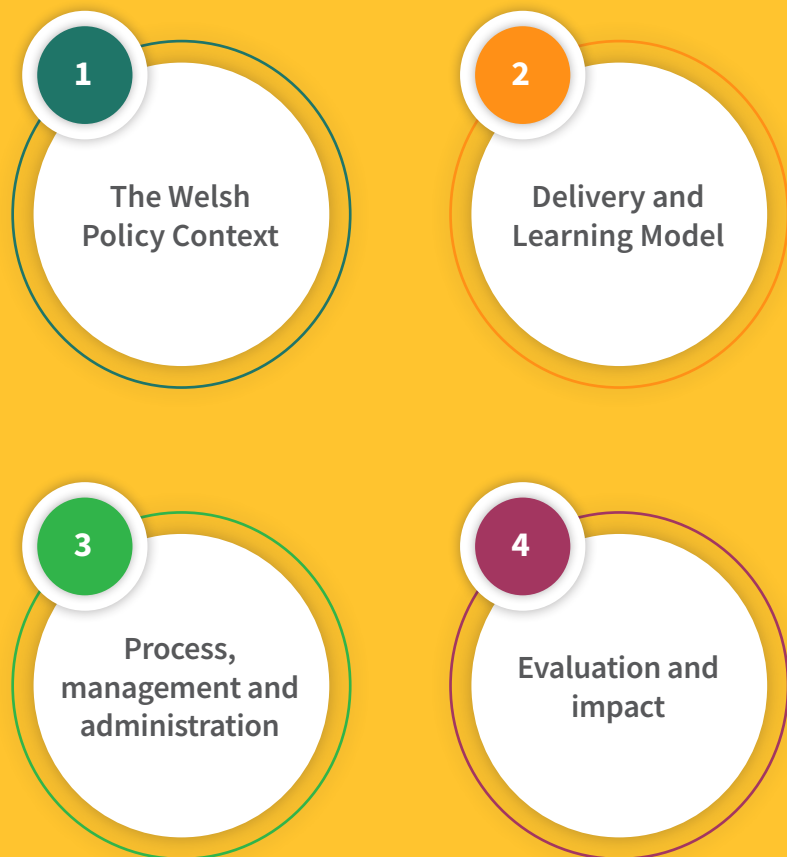 1
The Welsh
Policy Context
2
Delivery and
Learning Model
3
Process,
management and
administration
4
Evaluation and
impact